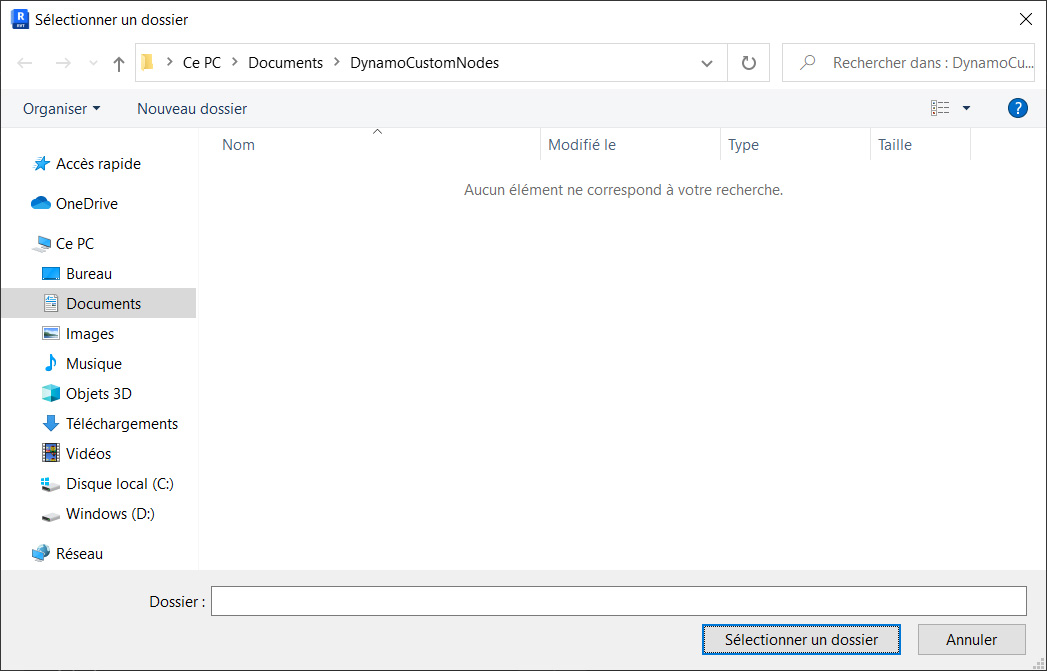 Sélectionner un dossier
Ce PC > Documents > DynamoCustomNodes
Rechercher dans : DynamoCu...
Organiser
Nouveau dossier
?
Nom
Modifié le
Type
Taille
Aucun élément ne correspond à votre recherche.
Accès rapide
OneDrive
Ce PC
Bureau
Documents
Images
Musique
Objets 3D
Téléchargements
Vidéos
Disque local (C:)
Windows (D:)
Réseau
Dossier :
Sélectionner un dossier
Annuler